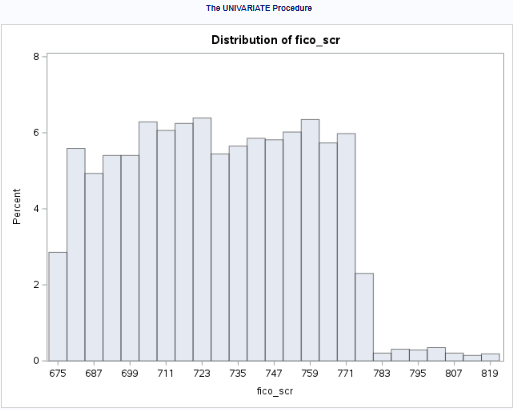 The UNIVARIATE Procedure
Distribution of fico_scr
8
6
4
2
0
Percent
675 687 699 711 723 735 747 759 771 783 795 807 819
fico_scr